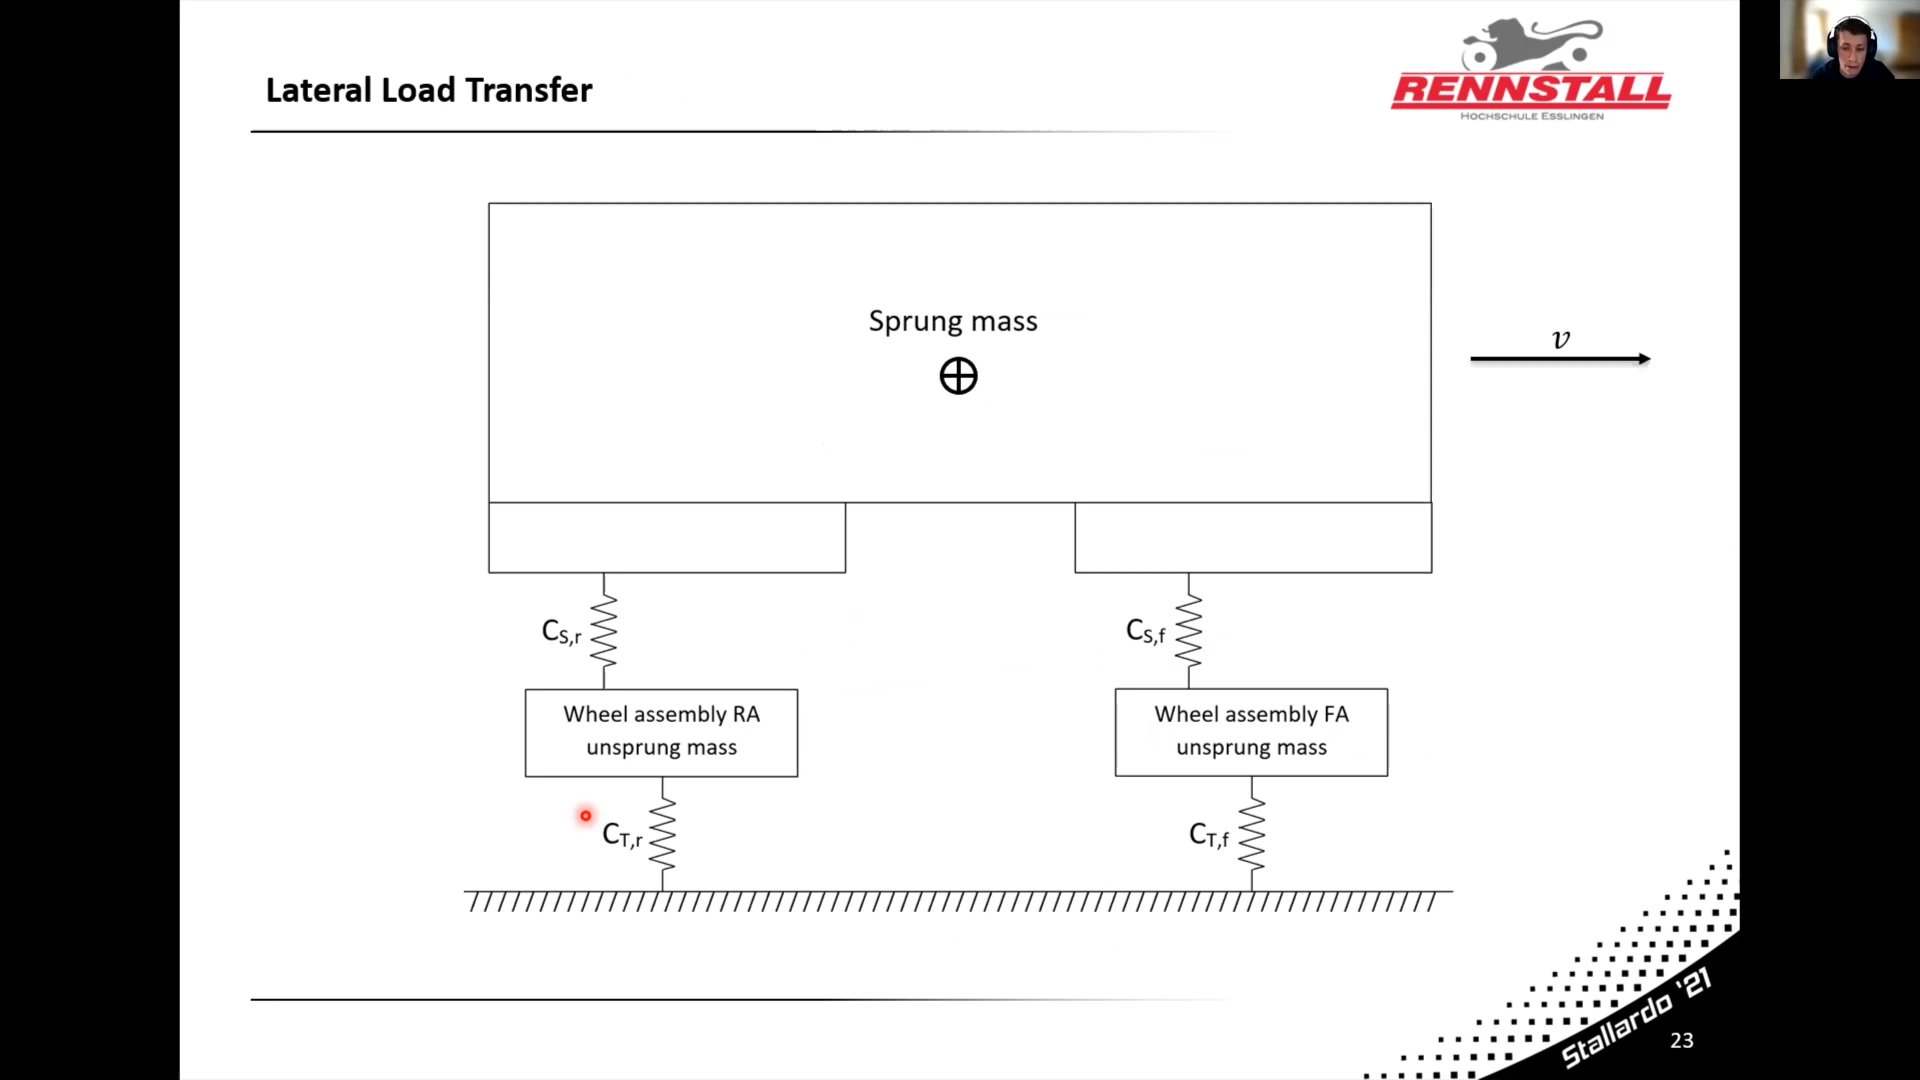 Lateral Load Transfer
RENNSTALL
HOCHSCHULE ESSLINGEN
Sprung mass
v
C_S,r
C_S,f
Wheel assembly RA
unsprung mass
Wheel assembly FA
unsprung mass
C_T,r
C_T,f
Stallardo '21
23